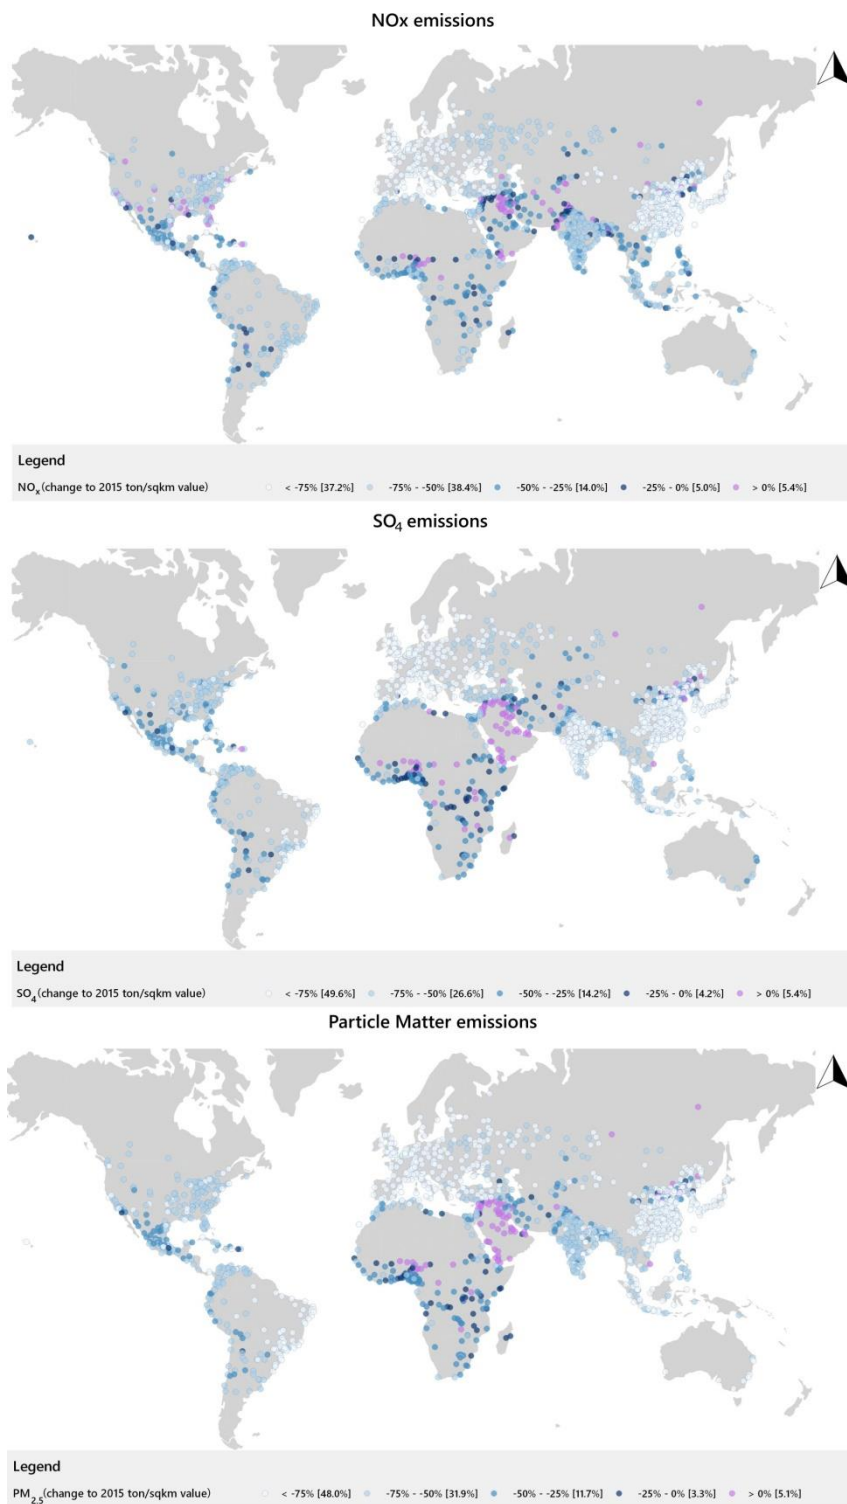 NOx emissions
Legend
NOx (change to 2015 ton/sqkm value) < -75% [37.2%] -75% - -50% [38.4%] -50% - -25% [14.0%] -25% - 0% [5.0%] > 0% [5.4%]
SO4 emissions
Legend
SO4 (change to 2015 ton/sqkm value) < -75% [49.6%] -75% - -50% [26.6%] -50% - -25% [14.2%] -25% - 0% [4.2%] > 0% [5.4%]
Particle Matter emissions
Legend
PM2.5 (change to 2015 ton/sqkm value) < -75% [48.0%] -75% - -50% [31.9%] -50% - -25% [11.7%] -25% - 0% [3.3%] > 0% [5.1%]